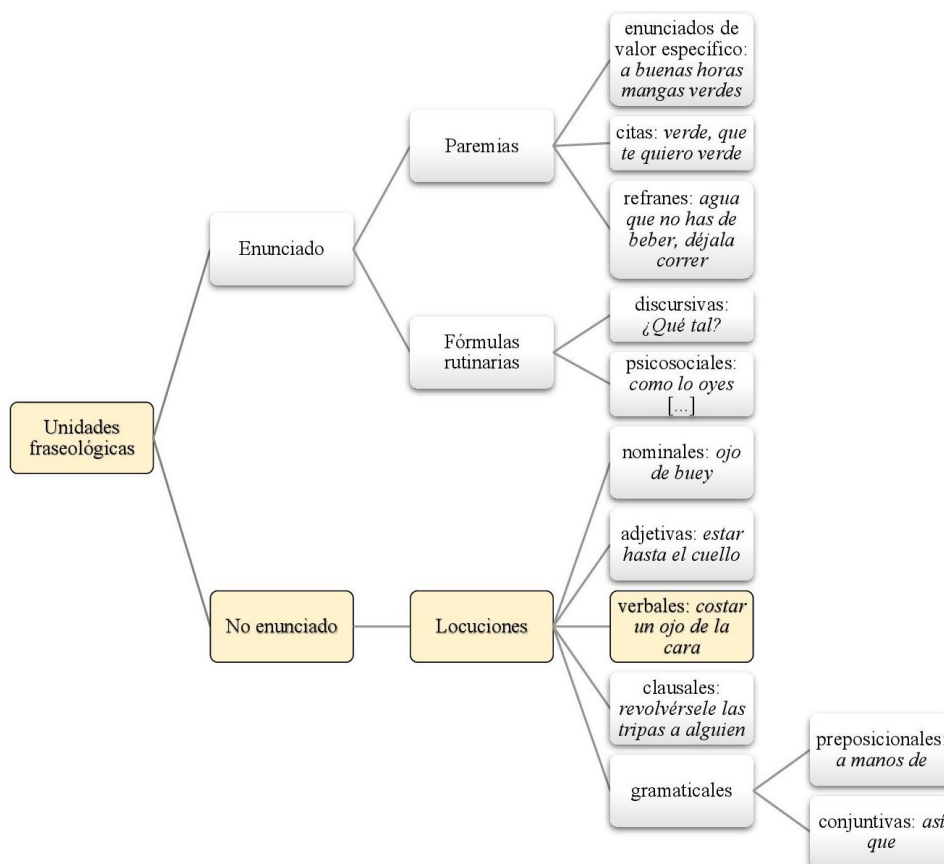 enunciados de
valor específico:
a buenas horas
mangas verdes
Paremias
citas: verde, que
te quiero verde
refranes: agua
que no has de
beber, déjala
correr
Enunciado
discursivas:
¿Qué tal?
Fórmulas
rutinarias
psicosociales:
como lo oyes
[...]
Unidades
fraseológicas
nominales: ojo
de buey
adjetivas: estar
hasta el cuello
No enunciado
Locuciones
verbales: costar
un ojo de la
cara
clausales:
revolvérsele las
tripas a alguien
gramaticales
preposicionales:
a manos de
conjuntivas: así
que